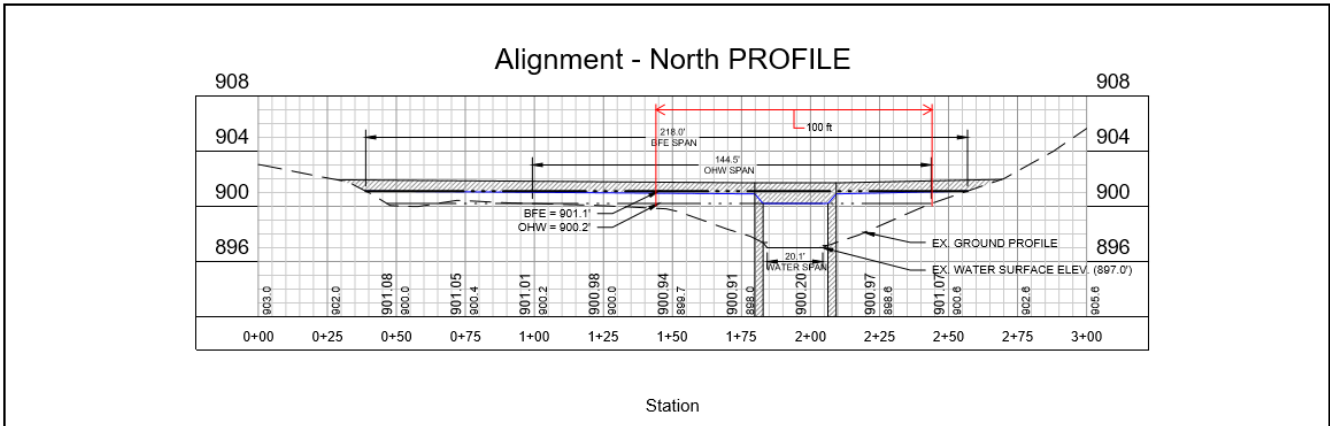 Alignment - North PROFILE
908 908
100 ft
904 904
218.0'
BFE SPAN
144.5'
OHW SPAN
900 900
BFE = 901.1'
OHW = 900.2'
896 896
EX. GROUND PROFILE
20.1'
WATER SPAN
EX. WATER SURFACE ELEV. (897.0')
903.0 902.0 901.08 900.0 901.05 900.4 901.01 900.2 900.98 900.0 900.94 899.7 900.91 898.0 900.20 900.97 898.6 901.07 900.6 902.6 905.6
0+00 0+25 0+50 0+75 1+00 1+25 1+50 1+75 2+00 2+25 2+50 2+75 3+00
Station